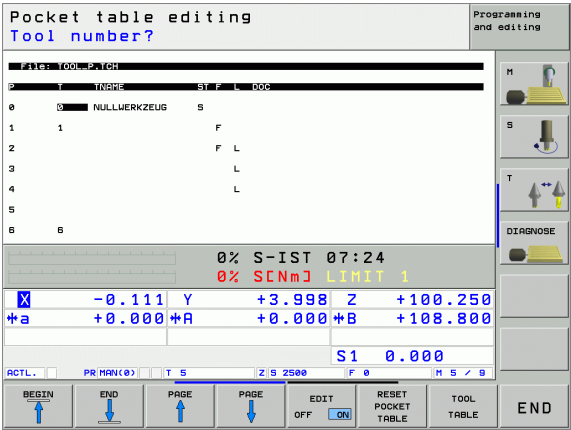 Pocket table editing
Tool number?
Programming and editing
File: TOOL_P.TCH
P T TNAME ST F L DOC
0 0 NULLWERKZEUG S
1 1 F
2 F L
3 L
4 L
5
6 6
0% S-IST 07:24
0% S[Nm] LIMIT 1
X -0.111 Y +3.998 Z +100.250
a +0.000 A +0.000 B +108.800
S1 0.000
ACTL. PR MAN(0) T 5 Z S 2500 F 0 M 5 / 9
M
S
T
DIAGNOSE
BEGIN
END
PAGE
PAGE
EDIT
OFF ON
RESET
POCKET
TABLE
TOOL
TABLE
END